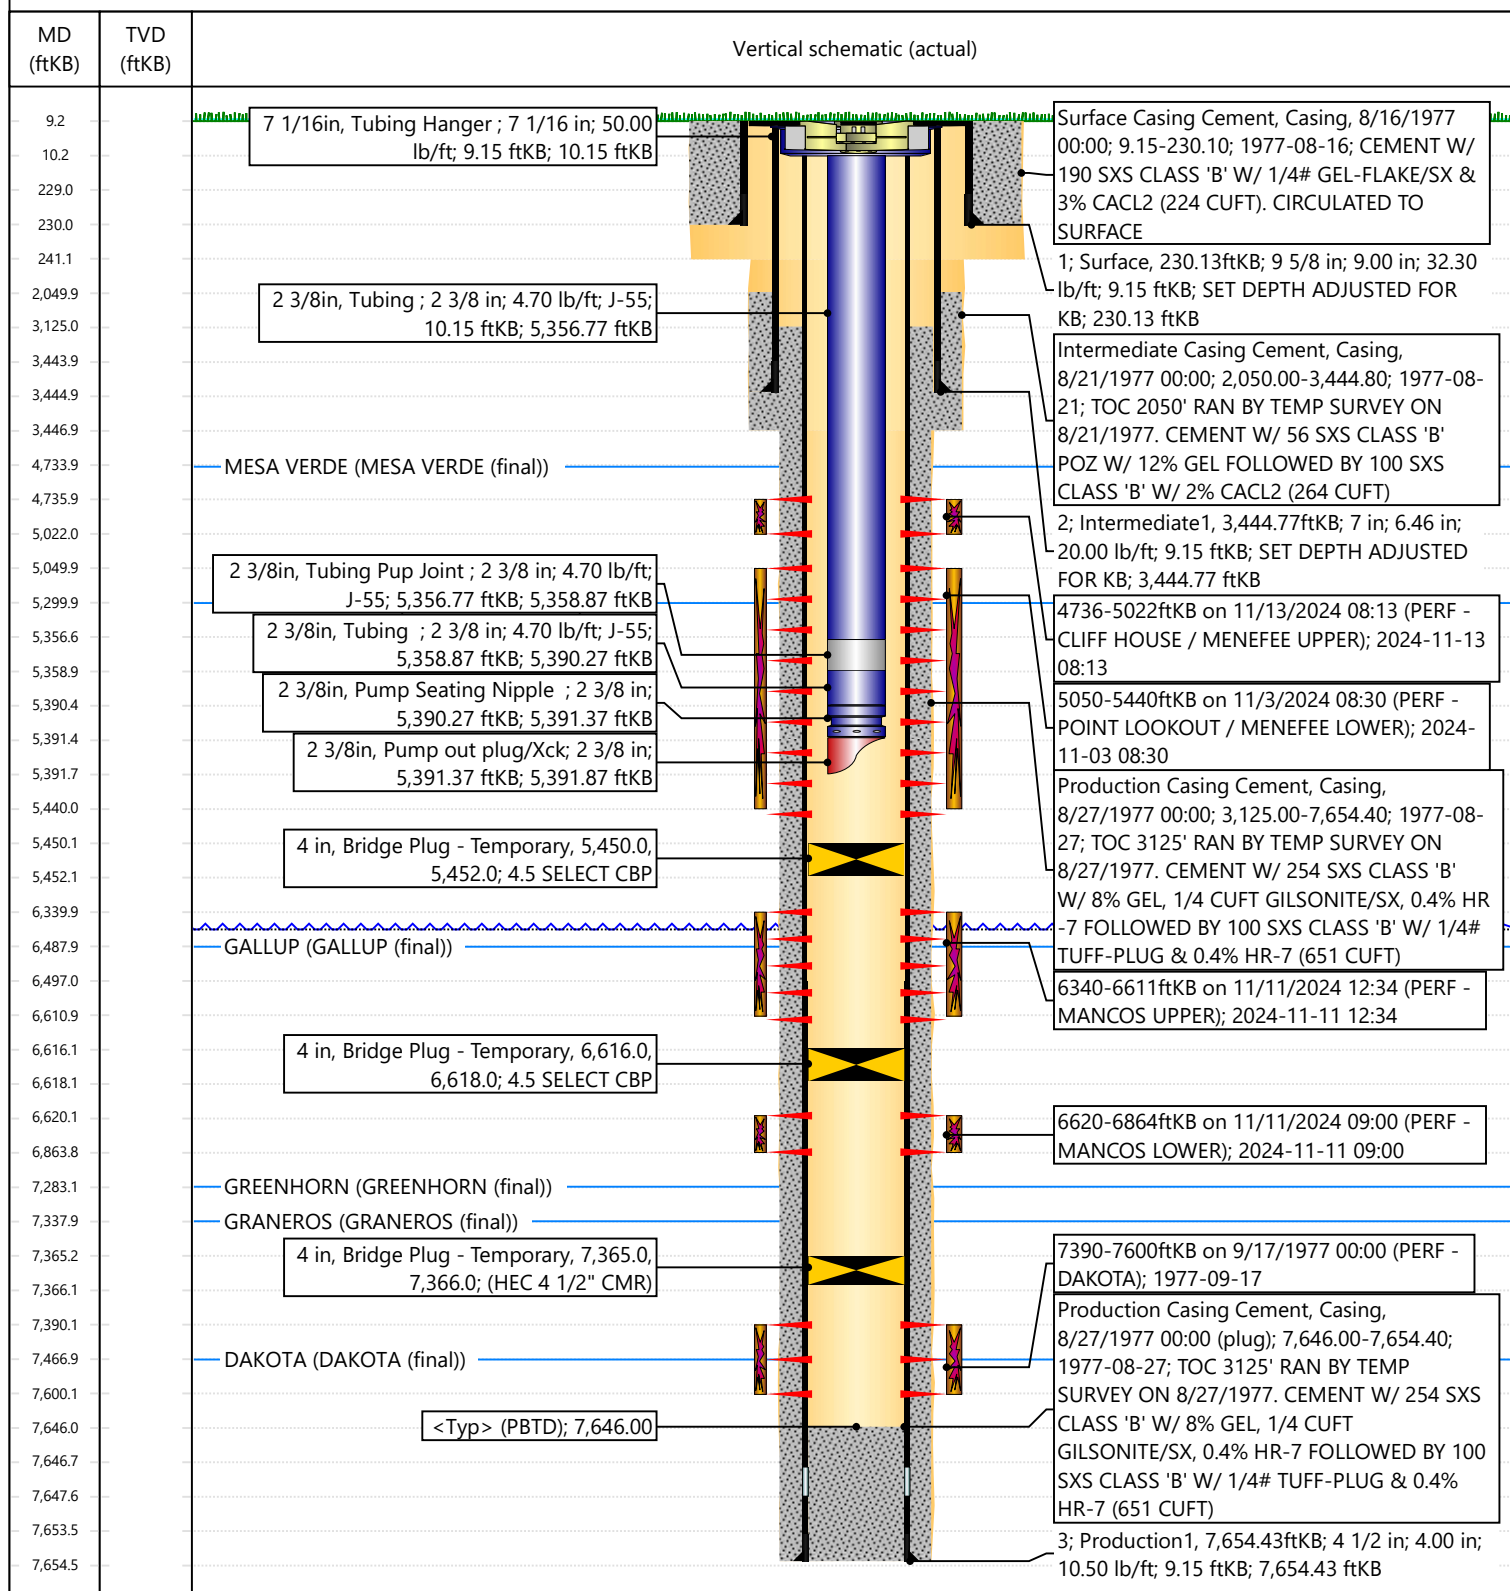 MD
(ftKB)
TVD
(ftKB)
Vertical schematic (actual)
9.2
10.2
229.0
230.0
241.1
2,049.9
3,125.0
3,443.9
3,444.9
3,446.9
4,733.9
4,735.9
5,022.0
5,049.9
5,299.9
5,356.6
5,358.9
5,390.4
5,391.4
5,391.7
5,440.0
5,450.1
5,452.1
6,339.9
6,487.9
6,497.0
6,610.9
6,616.1
6,618.1
6,620.1
6,863.8
7,283.1
7,337.9
7,365.2
7,366.1
7,390.1
7,466.9
7,600.1
7,646.0
7,646.7
7,647.6
7,653.5
7,654.5
7 1/16in, Tubing Hanger ; 7 1/16 in; 50.00
lb/ft; 9.15 ftKB; 10.15 ftKB
2 3/8in, Tubing ; 2 3/8 in; 4.70 lb/ft; J-55;
10.15 ftKB; 5,356.77 ftKB
MESA VERDE (MESA VERDE (final))
2 3/8in, Tubing Pup Joint ; 2 3/8 in; 4.70 lb/ft;
J-55; 5,356.77 ftKB; 5,358.87 ftKB
2 3/8in, Tubing ; 2 3/8 in; 4.70 lb/ft; J-55;
5,358.87 ftKB; 5,390.27 ftKB
2 3/8in, Pump Seating Nipple ; 2 3/8 in;
5,390.27 ftKB; 5,391.37 ftKB
2 3/8in, Pump out plug/Xck; 2 3/8 in;
5,391.37 ftKB; 5,391.87 ftKB
4 in, Bridge Plug - Temporary, 5,450.0,
5,452.0; 4.5 SELECT CBP
GALLUP (GALLUP (final))
4 in, Bridge Plug - Temporary, 6,616.0,
6,618.0; 4.5 SELECT CBP
GREENHORN (GREENHORN (final))
GRANEROS (GRANEROS (final))
4 in, Bridge Plug - Temporary, 7,365.0,
7,366.0; (HEC 4 1/2" CMR)
DAKOTA (DAKOTA (final))
<Typ> (PBTD); 7,646.00
Surface Casing Cement, Casing, 8/16/1977
00:00; 9.15-230.10; 1977-08-16; CEMENT W/
190 SXS CLASS 'B' W/ 1/4# GEL-FLAKE/SX &
3% CACL2 (224 CUFT). CIRCULATED TO
SURFACE
1; Surface, 230.13ftKB; 9 5/8 in; 9.00 in; 32.30
lb/ft; 9.15 ftKB; SET DEPTH ADJUSTED FOR
KB; 230.13 ftKB
Intermediate Casing Cement, Casing,
8/21/1977 00:00; 2,050.00-3,444.80; 1977-08-
21; TOC 2050' RAN BY TEMP SURVEY ON
8/21/1977. CEMENT W/ 56 SXS CLASS 'B'
POZ W/ 12% GEL FOLLOWED BY 100 SXS
CLASS 'B' W/ 2% CACL2 (264 CUFT)
2; Intermediate1, 3,444.77ftKB; 7 in; 6.46 in;
20.00 lb/ft; 9.15 ftKB; SET DEPTH ADJUSTED
FOR KB; 3,444.77 ftKB
4736-5022ftKB on 11/13/2024 08:13 (PERF -
CLIFF HOUSE / MENEFEE UPPER); 2024-11-13
08:13
5050-5440ftKB on 11/3/2024 08:30 (PERF -
POINT LOOKOUT / MENEFEE LOWER); 2024-
11-03 08:30
Production Casing Cement, Casing,
8/27/1977 00:00; 3,125.00-7,654.40; 1977-08-
27; TOC 3125' RAN BY TEMP SURVEY ON
8/27/1977. CEMENT W/ 254 SXS CLASS 'B'
W/ 8% GEL, 1/4 CUFT GILSONITE/SX, 0.4% HR
-7 FOLLOWED BY 100 SXS CLASS 'B' W/ 1/4#
TUFF-PLUG & 0.4% HR-7 (651 CUFT)
6340-6611ftKB on 11/11/2024 12:34 (PERF -
MANCOS UPPER); 2024-11-11 12:34
6620-6864ftKB on 11/11/2024 09:00 (PERF -
MANCOS LOWER); 2024-11-11 09:00
7390-7600ftKB on 9/17/1977 00:00 (PERF -
DAKOTA); 1977-09-17
Production Casing Cement, Casing,
8/27/1977 00:00 (plug); 7,646.00-7,654.40;
1977-08-27; TOC 3125' RAN BY TEMP
SURVEY ON 8/27/1977. CEMENT W/ 254 SXS
CLASS 'B' W/ 8% GEL, 1/4 CUFT
GILSONITE/SX, 0.4% HR-7 FOLLOWED BY 100
SXS CLASS 'B' W/ 1/4# TUFF-PLUG & 0.4%
HR-7 (651 CUFT)
3; Production1, 7,654.43ftKB; 4 1/2 in; 4.00 in;
10.50 lb/ft; 9.15 ftKB; 7,654.43 ftKB